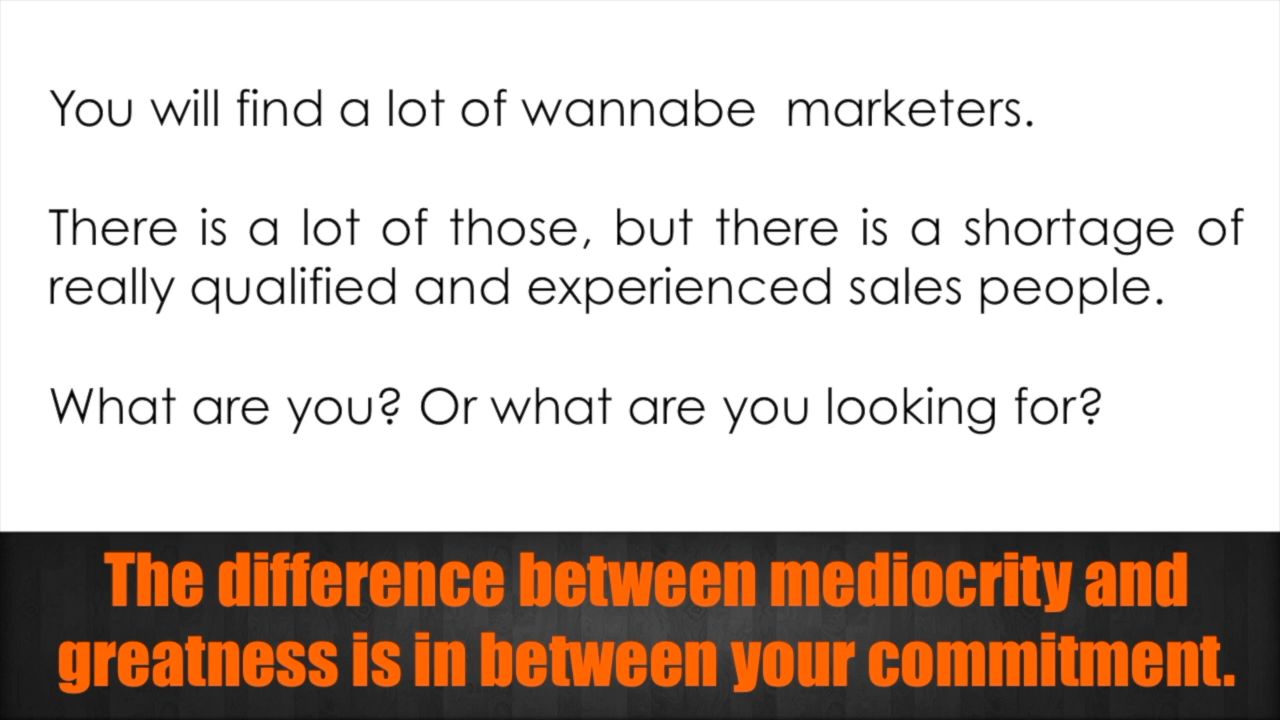 You will find a lot of wannabe  marketers.
There is a lot of those, but there is a shortage of
really qualified and experienced sales people.
What are you? Or what are you looking for?
The difference between mediocrity and
greatness is in between your commitment.